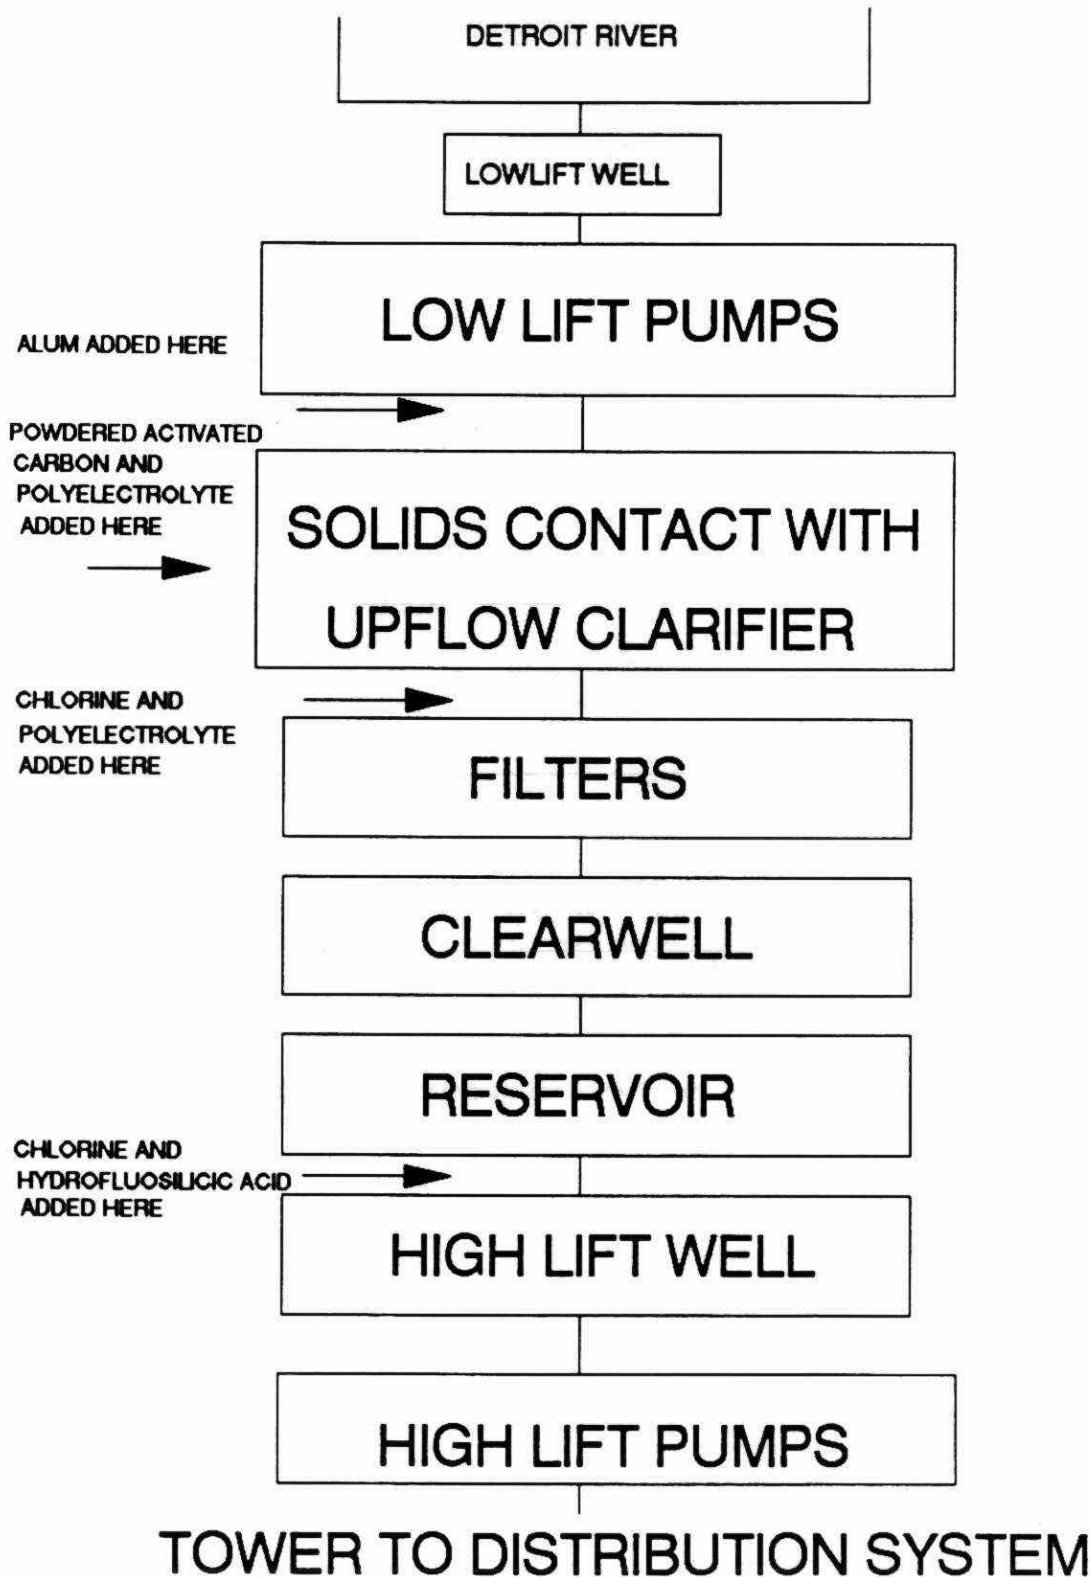 DETROIT RIVER
LOWLIFT WELL
LOW LIFT PUMPS
ALUM ADDED HERE
POWDERED ACTIVATED
CARBON AND
POLYELECTROLYTE
ADDED HERE
SOLIDS CONTACT WITH
UPFLOW CLARIFIER
CHLORINE AND
POLYELECTROLYTE
ADDED HERE
FILTERS
CLEARWELL
RESERVOIR
CHLORINE AND
HYDROFLUOSILICIC ACID
ADDED HERE
HIGH LIFT WELL
HIGH LIFT PUMPS
TOWER TO DISTRIBUTION SYSTEM